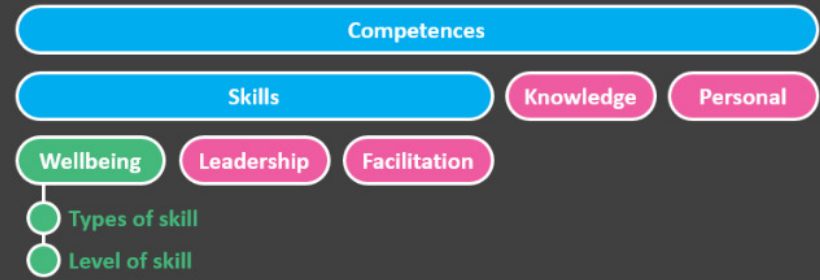 Competences
Skills
Knowledge
Personal
Wellbeing
Leadership
Facilitation
Types of skill
Level of skill